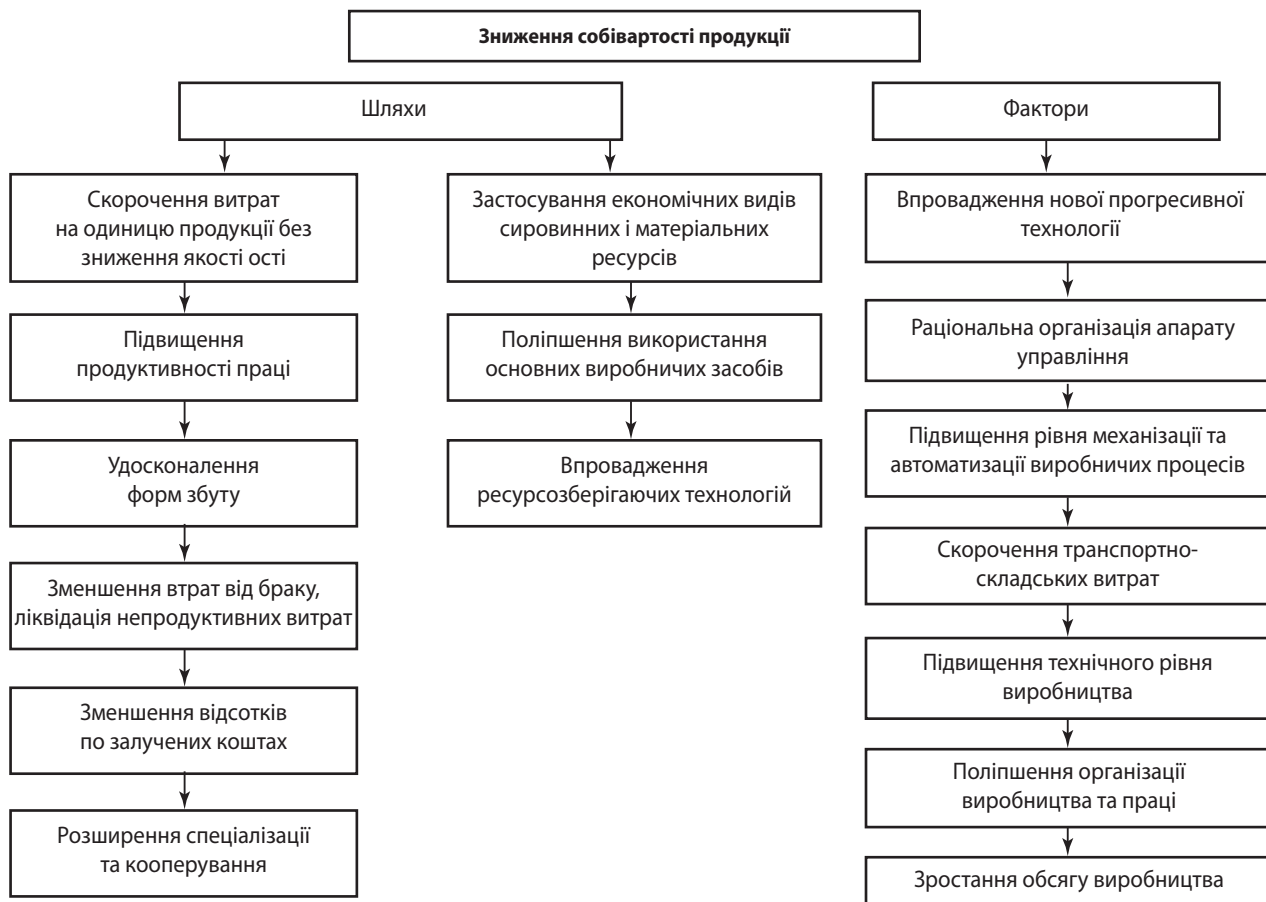 Зниження собівартості продукції
Шляхи
Скорочення витрат
на одиницю продукції без
зниження якості ості
Підвищення
продуктивності праці
Удосконалення
форм збуту
Зменшення втрат від браку,
ліквідація непродуктивних витрат
Зменшення відсотків
по залучених коштах
Розширення спеціалізації
та кооперування
Застосування економічних видів
сировинних і матеріальних
ресурсів
Поліпшення використання
основних виробничих засобів
Впровадження
ресурсозберігаючих технологій
Фактори
Впровадження нової прогресивної
технології
Раціональна організація апарату
управління
Підвищення рівня механізації та
автоматизації виробничих процесів
Скорочення транспортно-
складських витрат
Підвищення технічного рівня
виробництва
Поліпшення організації
виробництва та праці
Зростання обсягу виробництва